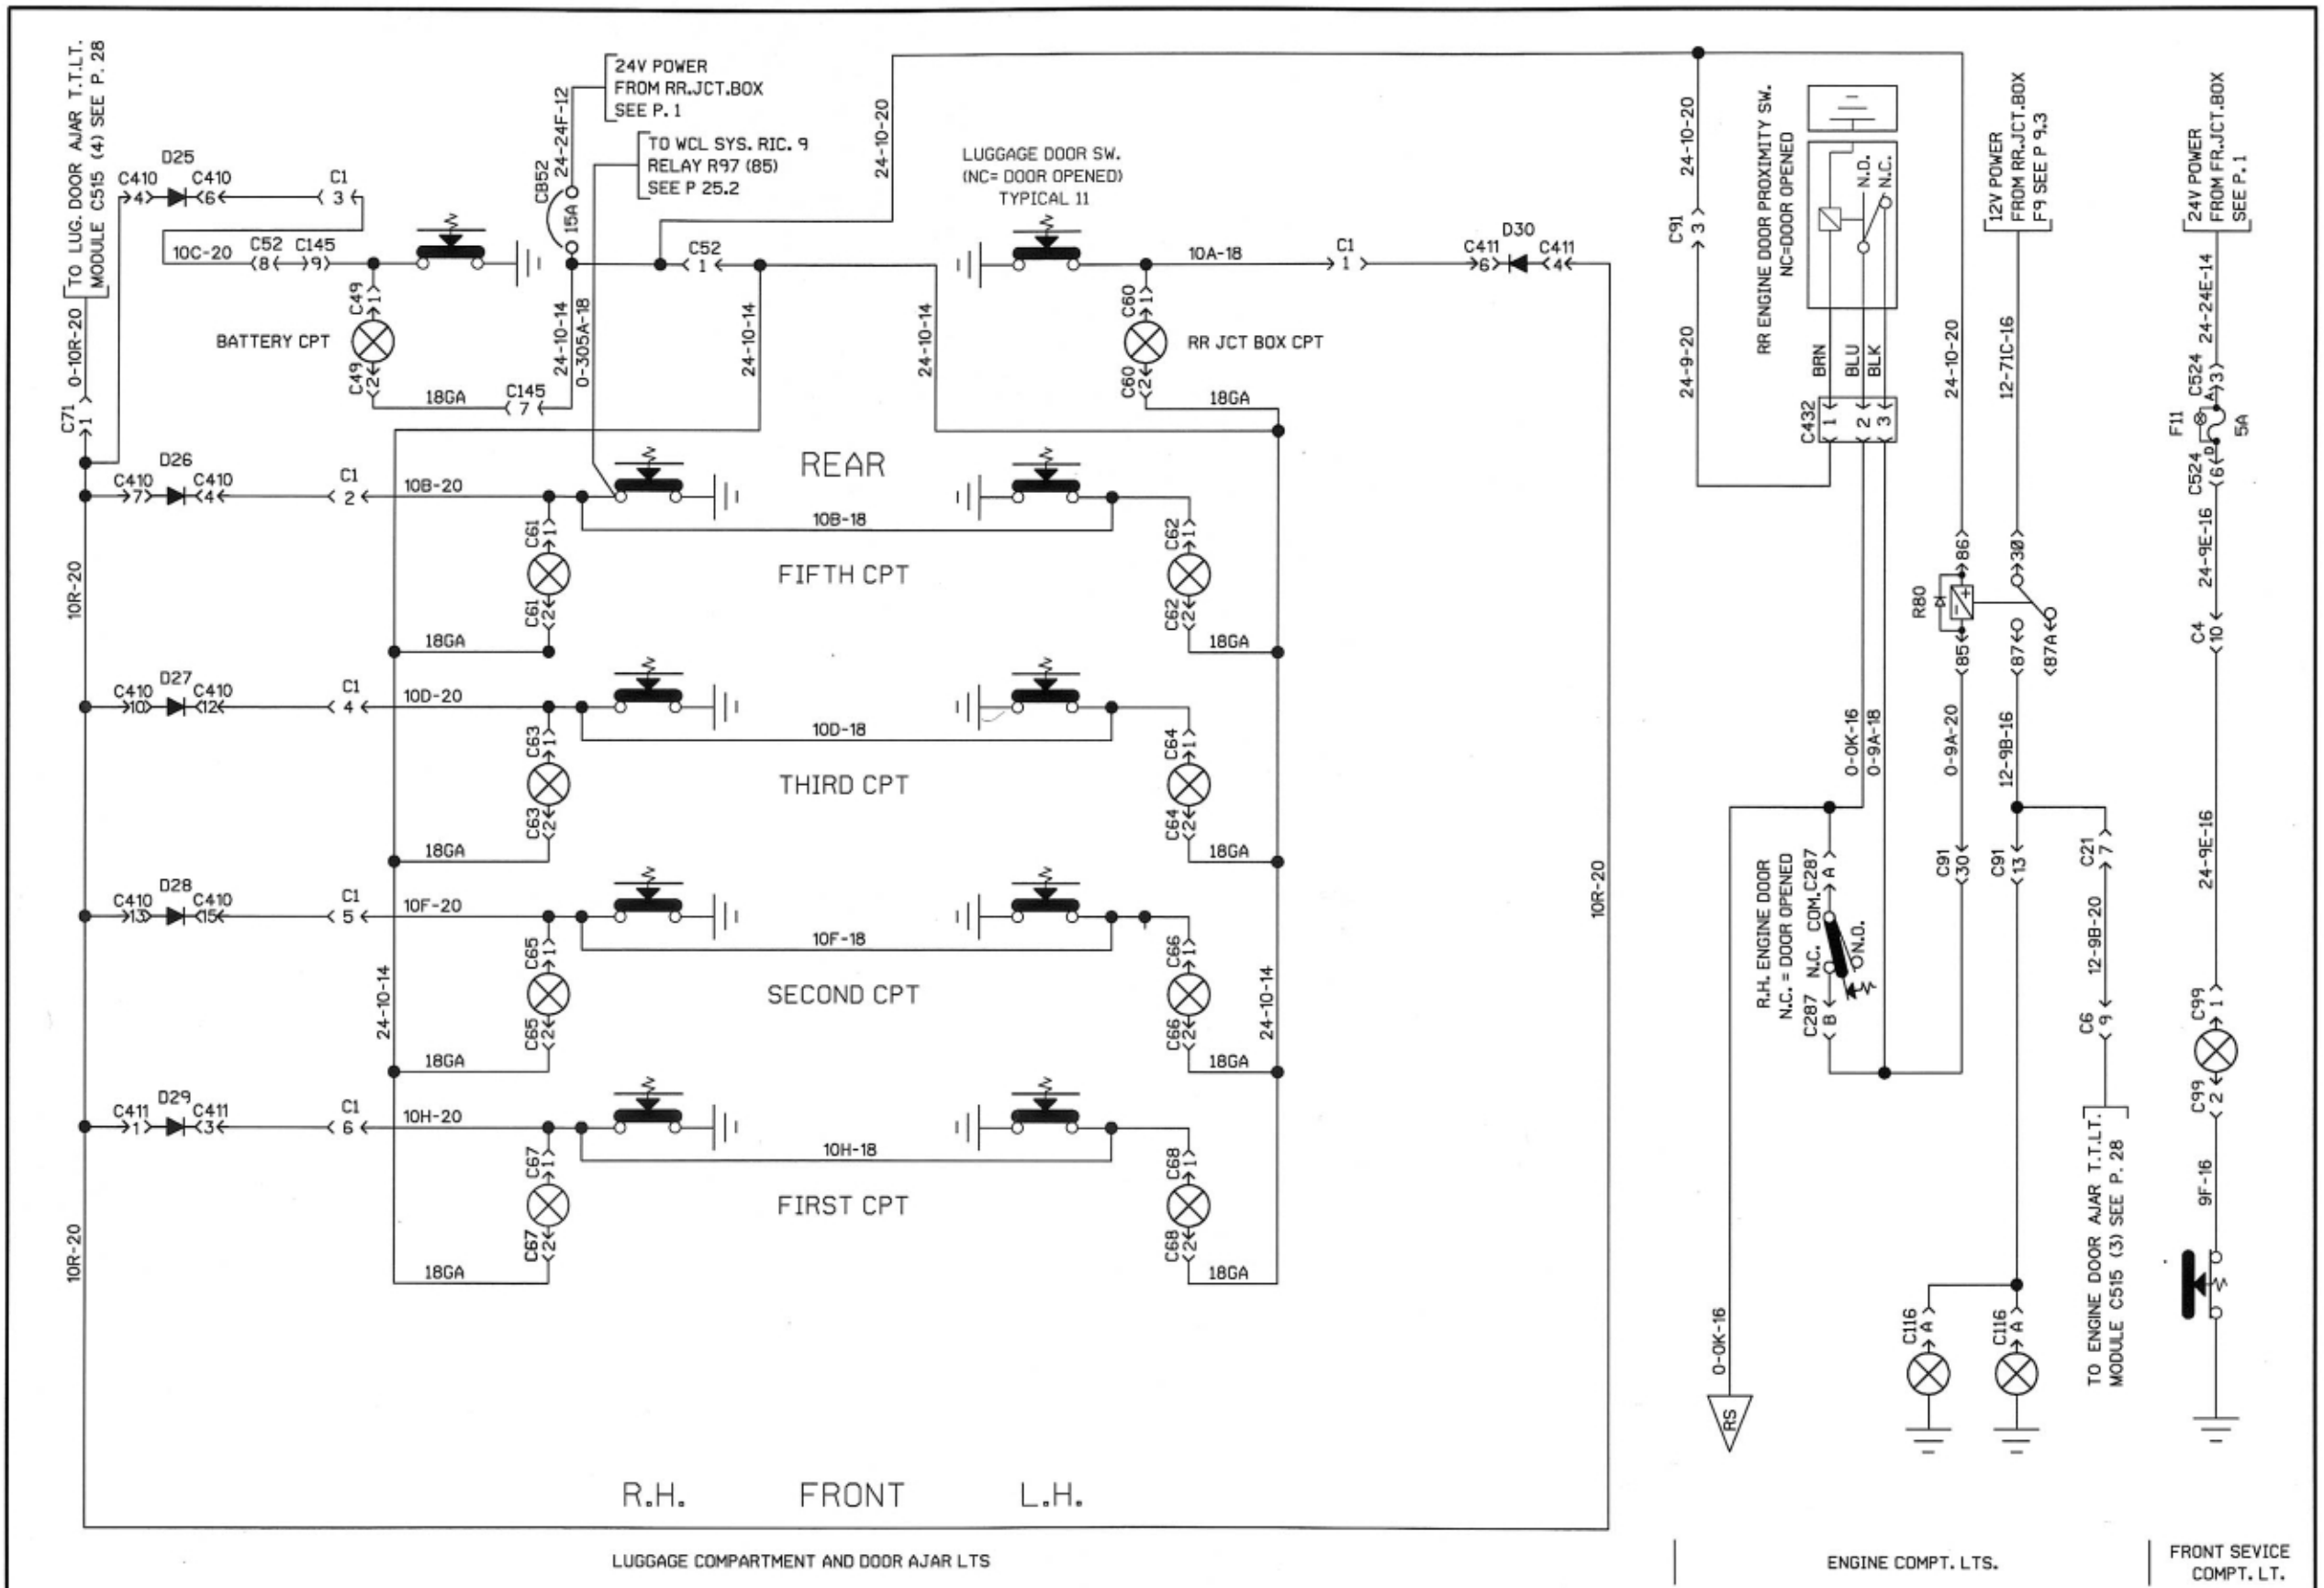 TO LUG. DOOR AJAR T.T.LT.
MODULE C515 (4) SEE P. 28
0-10R-20
C71
1
D25
C410 C410
4 6
C1
3
10C-20
C52 C145
8 9
C49
1
BATTERY CPT
C49
2
18GA
C145
7
24V POWER
FROM RR.JCT.BOX
SEE P. 1
24-24F-12
CB52
15A
TO WCL SYS. RIC. 9
RELAY R97 (85)
SEE P 25.2
24-10-14
0-305A-18
C52
1
24-10-14
24-10-20
24-10-14
LUGGAGE DOOR SW.
(NC= DOOR OPENED)
TYPICAL 11
10A-18
C1
1
D30
C411 C411
6 4
C60
1
RR JCT BOX CPT
C60
2
18GA
REAR
D26
C410 C410
7 4
C1
2
10B-20
10B-18
C61
1
C61
2
FIFTH CPT
C62
1
C62
2
18GA
18GA
10R-20
D27
C410 C410
10 12
C1
4
10D-20
10D-18
C63
1
C63
2
THIRD CPT
C64
1
C64
2
18GA
18GA
D28
C410 C410
13 15
C1
5
10F-20
10F-18
C65
1
C65
2
SECOND CPT
C66
1
C66
2
24-10-14
24-10-14
18GA
18GA
D29
C411 C411
1 3
C1
6
10H-20
10H-18
C67
1
C67
2
FIRST CPT
C68
1
C68
2
18GA
18GA
10R-20
10R-20
R.H. FRONT L.H.
LUGGAGE COMPARTMENT AND DOOR AJAR LTS
24-10-20
C91
3
24-9-20
RR ENGINE DOOR PROXIMITY SW.
NC=DOOR OPENED
N.O.
N.C.
BRN
BLU
BLK
C432
1
2
3
24-10-20
12V POWER
FROM RR.JCT.BOX
F9 SEE P 9.3
12-71C-16
R80
86
30
85
87
87A
0-0K-16
0-9A-18
0-9A-20
12-9B-16
R.H. ENGINE DOOR
N.C. = DOOR OPENED
C287 N.C. COM. C287
A
B
N.O.
C91
30
C91
13
C21
7
12-9B-20
C6
9
TO ENGINE DOOR AJAR T.T.LT.
MODULE C515 (3) SEE P. 28
0-0K-16
RS
C116
A
C116
A
ENGINE COMPT. LTS.
24V POWER
FROM FR.JCT.BOX
SEE P. 1
24-24E-14
C524
3
A
F11
5A
D
C524
6
24-9E-16
C4
10
24-9E-16
C99
1
C99
2
9F-16
FRONT SEVICE
COMPT. LT.